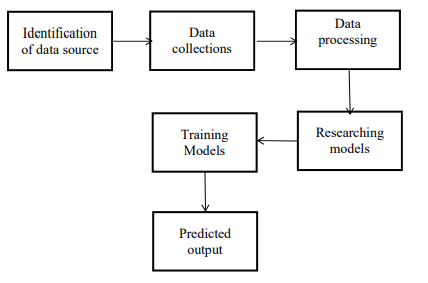 Identification
of data source
Data
collections
Data
processing
Researching
models
Training
Models
Predicted
output